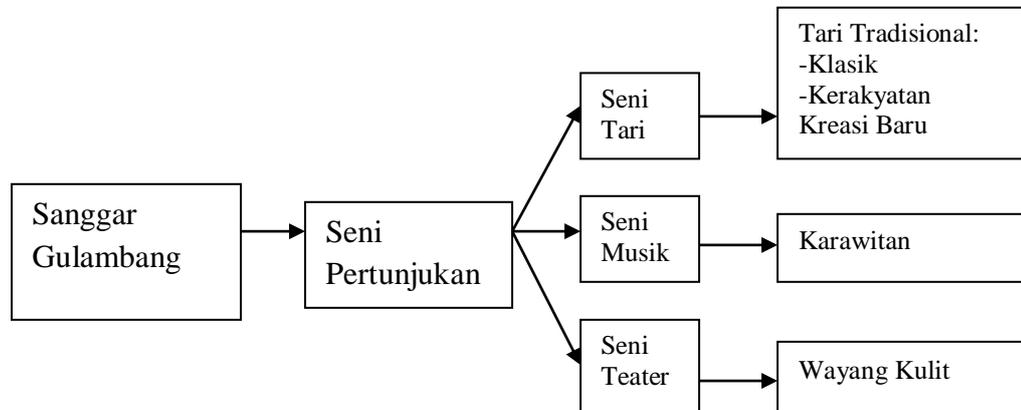 Sanggar
Gulambang
Seni
Pertunjukan
Seni
Tari
Tari Tradisional:
-Klasik
-Kerakyatan
Kreasi Baru
Seni
Musik
Karawitan
Seni
Teater
Wayang Kulit